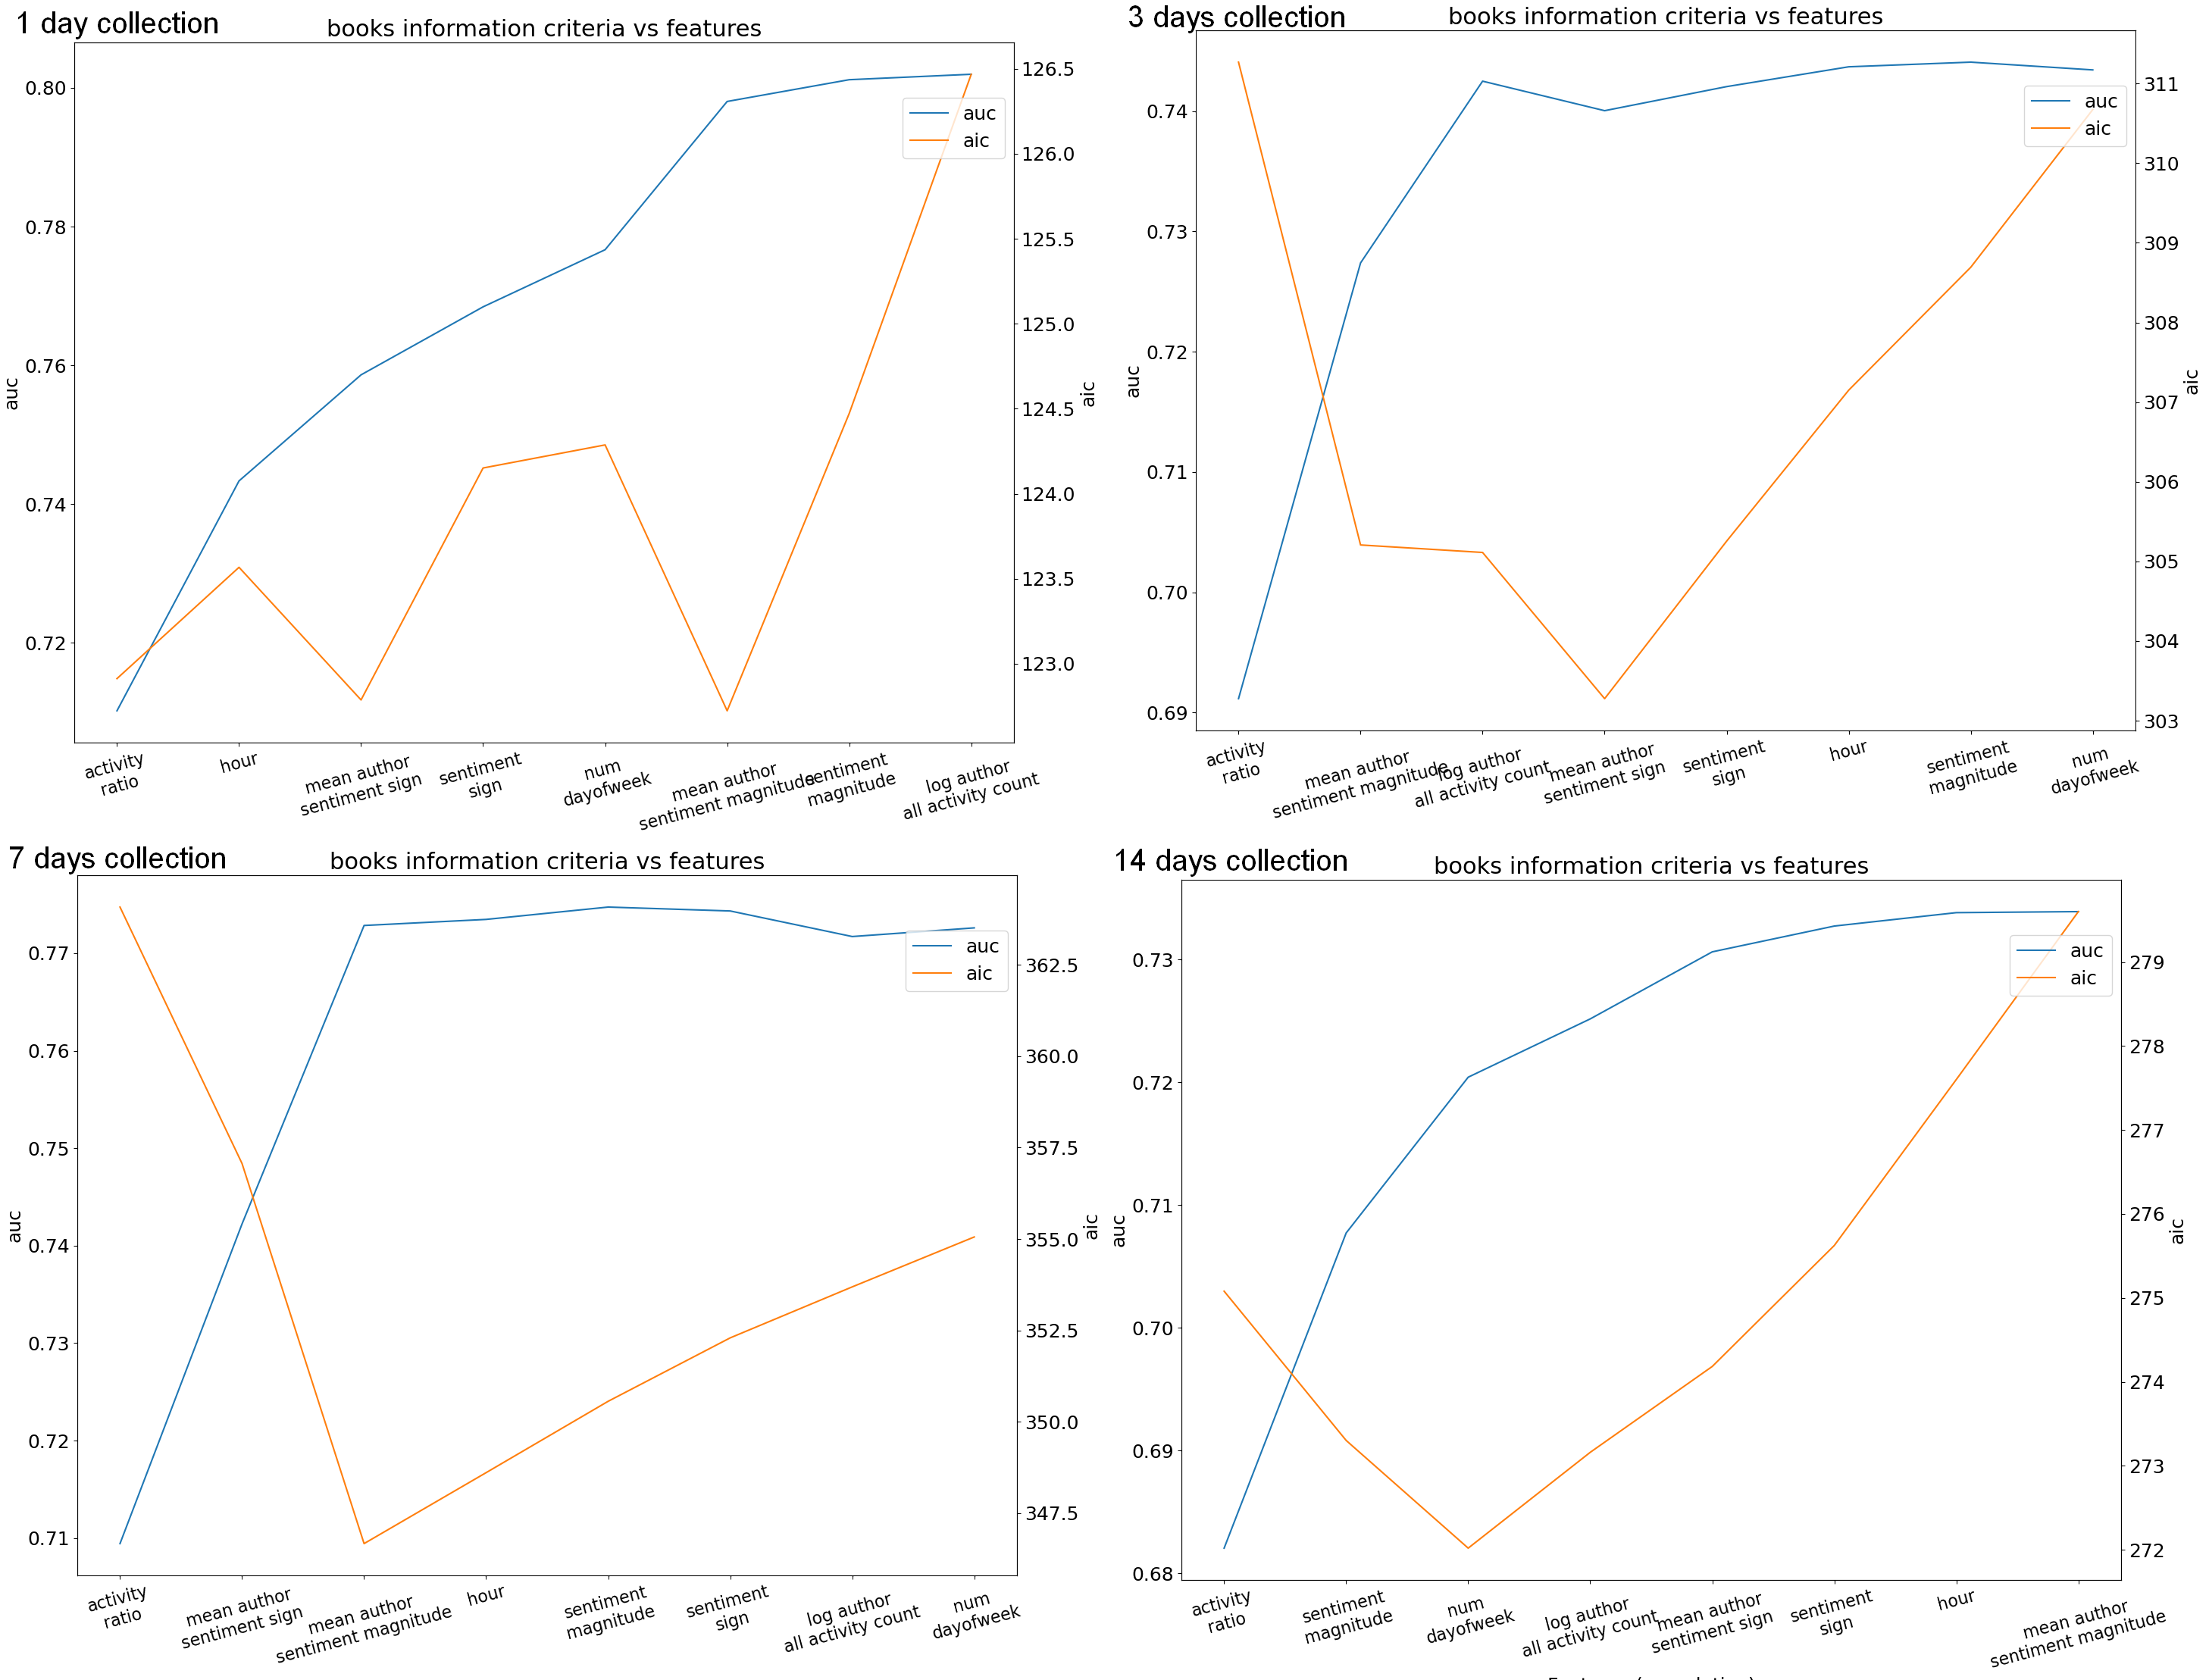 1 day collection
books information criteria vs features
0.80
0.78
0.76
0.74
0.72
auc
126.5
126.0
125.5
125.0
124.5
124.0
123.5
123.0
aic
auc
aic
activity
ratio
hour
mean author
sentiment sign
sentiment
sign
num
dayofweek
mean author
sentiment magnitude
sentiment
magnitude
log author
all activity count
3 days collection
books information criteria vs features
0.74
0.73
0.72
0.71
0.70
0.69
auc
311
310
309
308
307
306
305
304
303
aic
auc
aic
activity
ratio
mean author
sentiment magnitude
log author
all activity count
mean author
sentiment sign
sentiment
sign
hour
sentiment
magnitude
num
dayofweek
7 days collection
books information criteria vs features
0.77
0.76
0.75
0.74
0.73
0.72
0.71
auc
362.5
360.0
357.5
355.0
352.5
350.0
347.5
aic
auc
aic
activity
ratio
mean author
sentiment sign
mean author
sentiment magnitude
hour
sentiment
magnitude
sentiment
sign
log author
all activity count
num
dayofweek
14 days collection
books information criteria vs features
0.73
0.72
0.71
0.70
0.69
0.68
auc
279
278
277
276
275
274
273
272
aic
auc
aic
activity
ratio
sentiment
magnitude
num
dayofweek
log author
all activity count
mean author
sentiment sign
sentiment
sign
hour
mean author
sentiment magnitude